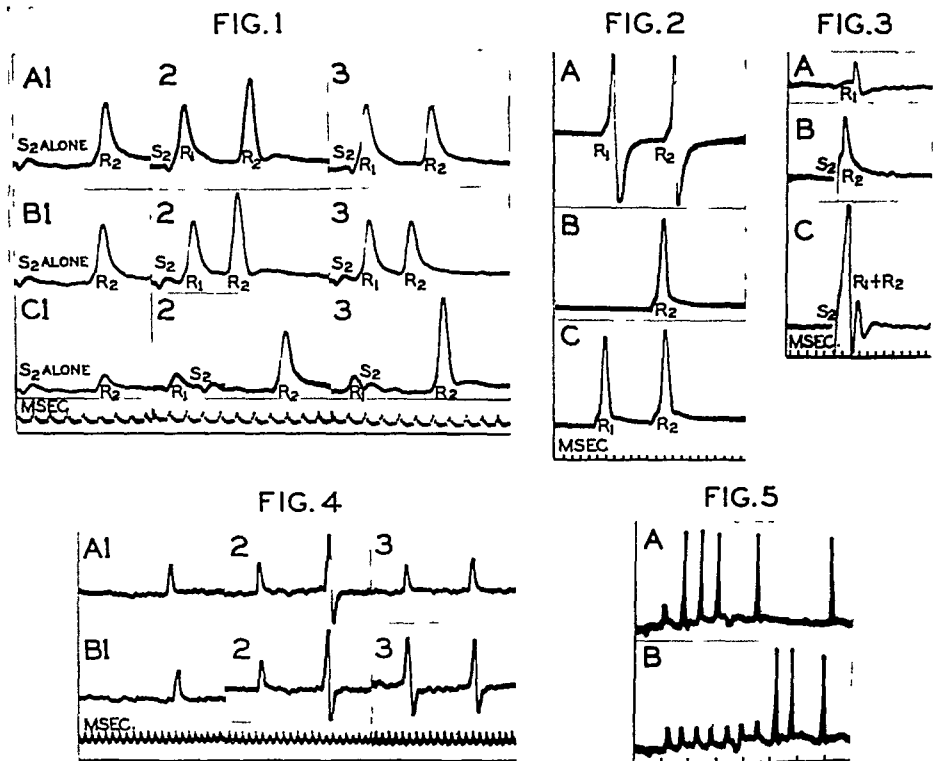 FIG.1
A1 2 3
S2 ALONE R2 S2 R1 R2 S2 R1 R2
B1 2 3
S2 ALONE R2 S2 R1 R2 S2 R1 R2
C1 2 3
S2 ALONE R2 R1 S2 R2 R1 S2 R2
MSEC
FIG.2
A
R1 R2
B
R2
C
R1 R2
MSEC
FIG.3
A
R1
B
S2 R2
C
R1+R2
S2
MSEC.
FIG.4
A1 2 3
B1 2 3
MSEC.
FIG.5
A
B